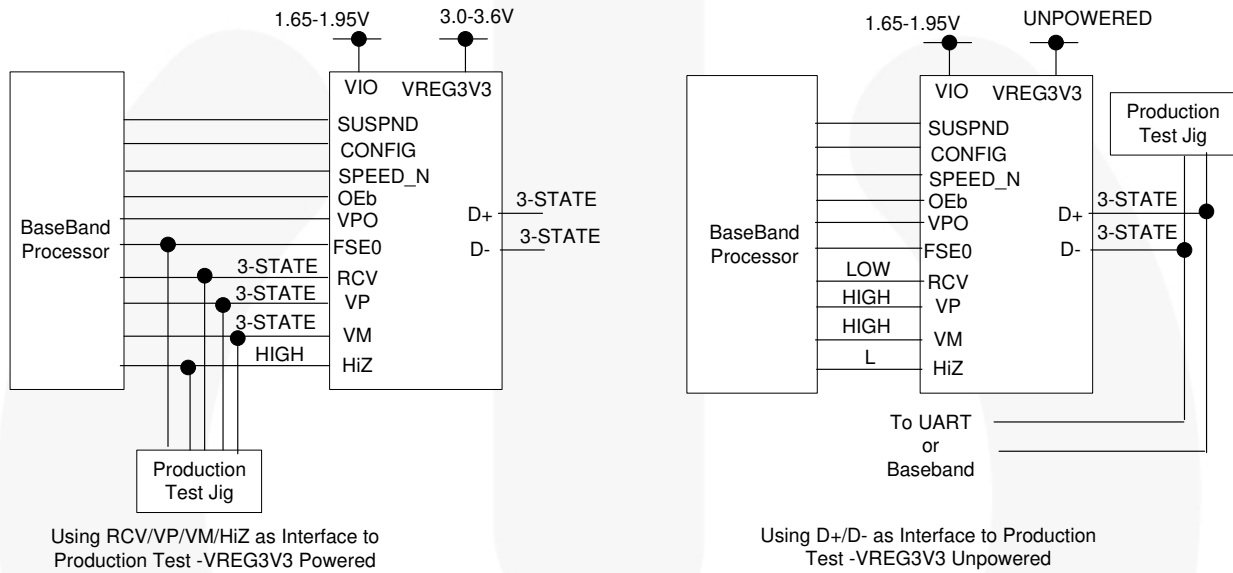 1.65-1.95V
3.0-3.6V
VIO
VREG3V3
SUSPND
CONFIG
SPEED_N
OEb
VPO
FSE0
3-STATE
RCV
3-STATE
VP
3-STATE
VM
HIGH
HiZ
D+
3-STATE
D-
3-STATE
BaseBand
Processor
Production
Test Jig
Using RCV/VP/VM/HiZ as Interface to
Production Test -VREG3V3 Powered
1.65-1.95V
UNPOWERED
VIO
VREG3V3
Production
Test Jig
SUSPND
CONFIG
SPEED_N
OEb
VPO
FSE0
LOW
RCV
HIGH
VP
HIGH
VM
L
HiZ
D+
3-STATE
D-
3-STATE
BaseBand
Processor
To UART
or
Baseband
Using D+/D- as Interface to Production
Test -VREG3V3 Unpowered